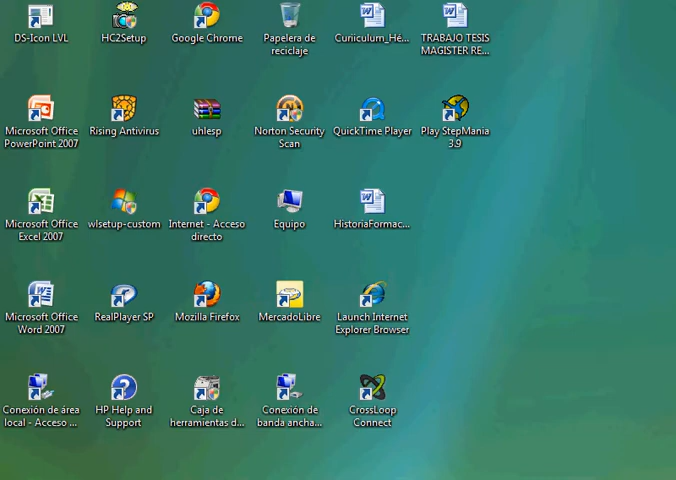 DS-Icon LVL
HC2Setup
Google Chrome
Papelera de
reciclaje
Curriculum_Hé...
TRABAJO TESIS
MAGISTER.RE...
Microsoft Office
PowerPoint 2007
Rising Antivirus
uhlesp
Norton Security
Scan
QuickTime Player
Play StepMania
3.9
Microsoft Office
Excel 2007
wlsetup-custom
Internet - Acceso
directo
Equipo
HistoriaFormac...
Microsoft Office
Word 2007
RealPlayer SP
Mozilla Firefox
MercadoLibre
Launch Internet
Explorer Browser
Conexión de área
local - Acceso ...
HP Help and
Support
Caja de
herramientas d...
Conexión de
banda ancha...
CrossLoop
Connect